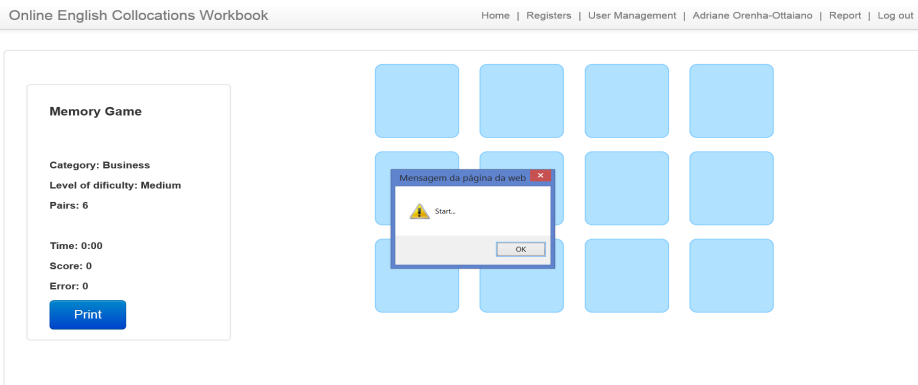 Online English Collocations Workbook
Home | Registers | User Management | Adriane Orenha-Ottaiano | Report | Log out
Memory Game
Category: Business
Level of dificulty: Medium
Pairs: 6
Time: 0:00
Score: 0
Error: 0
Print
Mensagem da página da web
Start...
OK